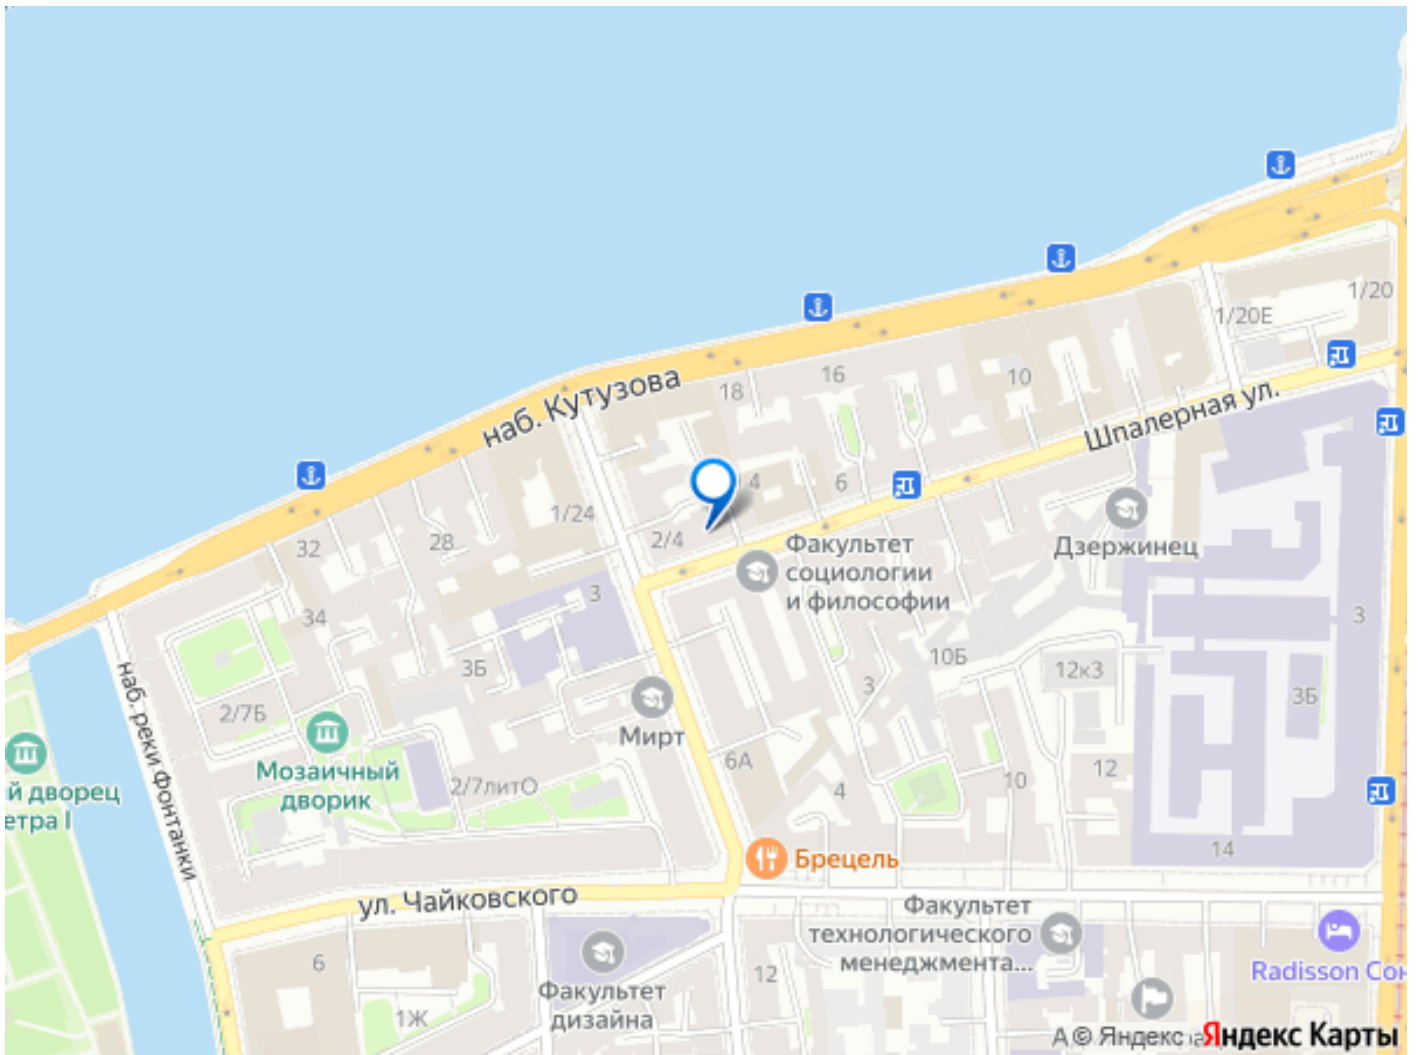 1/20
1/20Е
наб. Кутузова
18
16
10
Шпалерная ул.
4
6
1/24
2/4
32
28
Факультет
социологии
и философии
Дзержинец
3
34
3Б
10Б
12к3
3
3
3Б
наб. реки фонтанки
2/7Б
Мирт
й дворец
етра I
Мозаичный
дворик
2/7литО
6А
4
10
12
14
Брецель
ул. Чайковского
Факультет
технологического
менеджмента...
6
12
Факультет
дизайна
Radisson Сон
1Ж
© Яндекс
Яндекс Карты